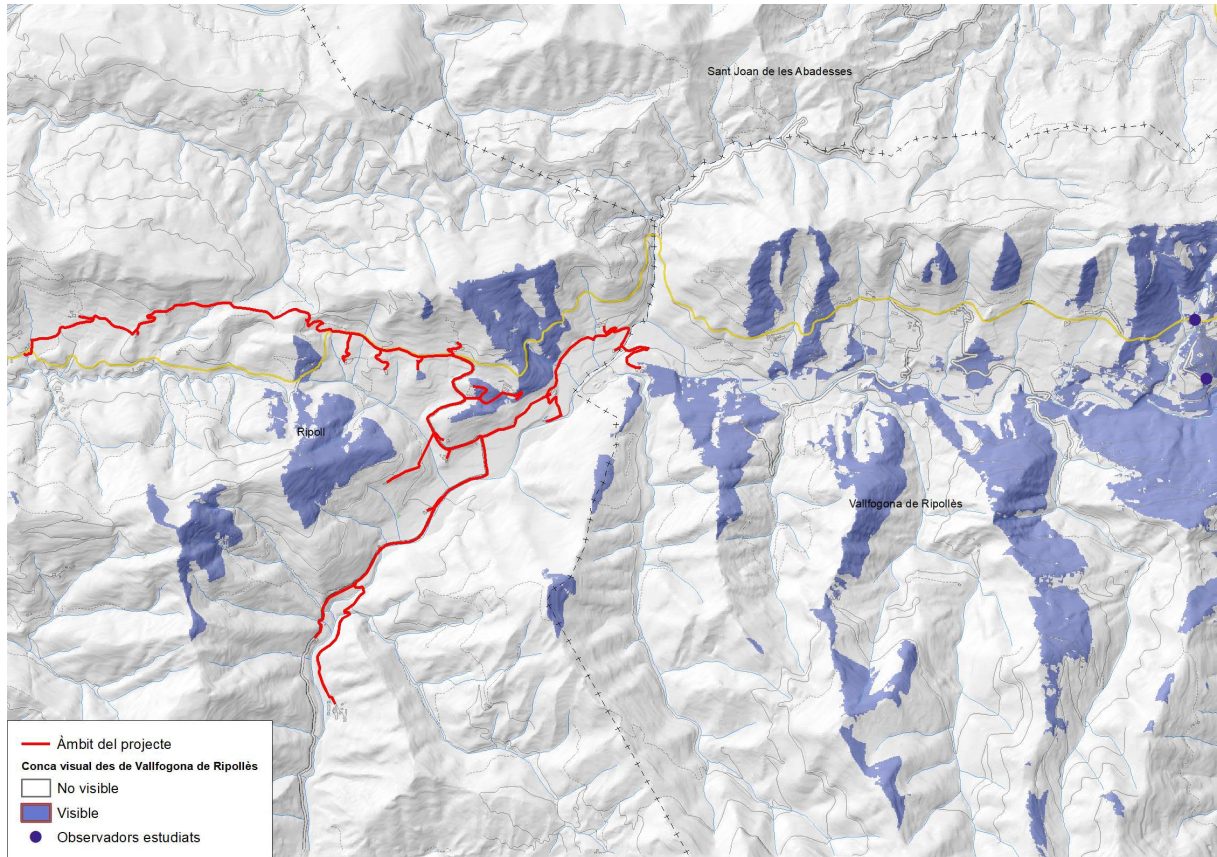 Sant Joan de les Abadesses
Ripoll
Vallfogona de Ripollès
Àmbit del projecte
Conca visual des de Vallfogona de Ripollès
No visible
Visible
Observadors estudiats